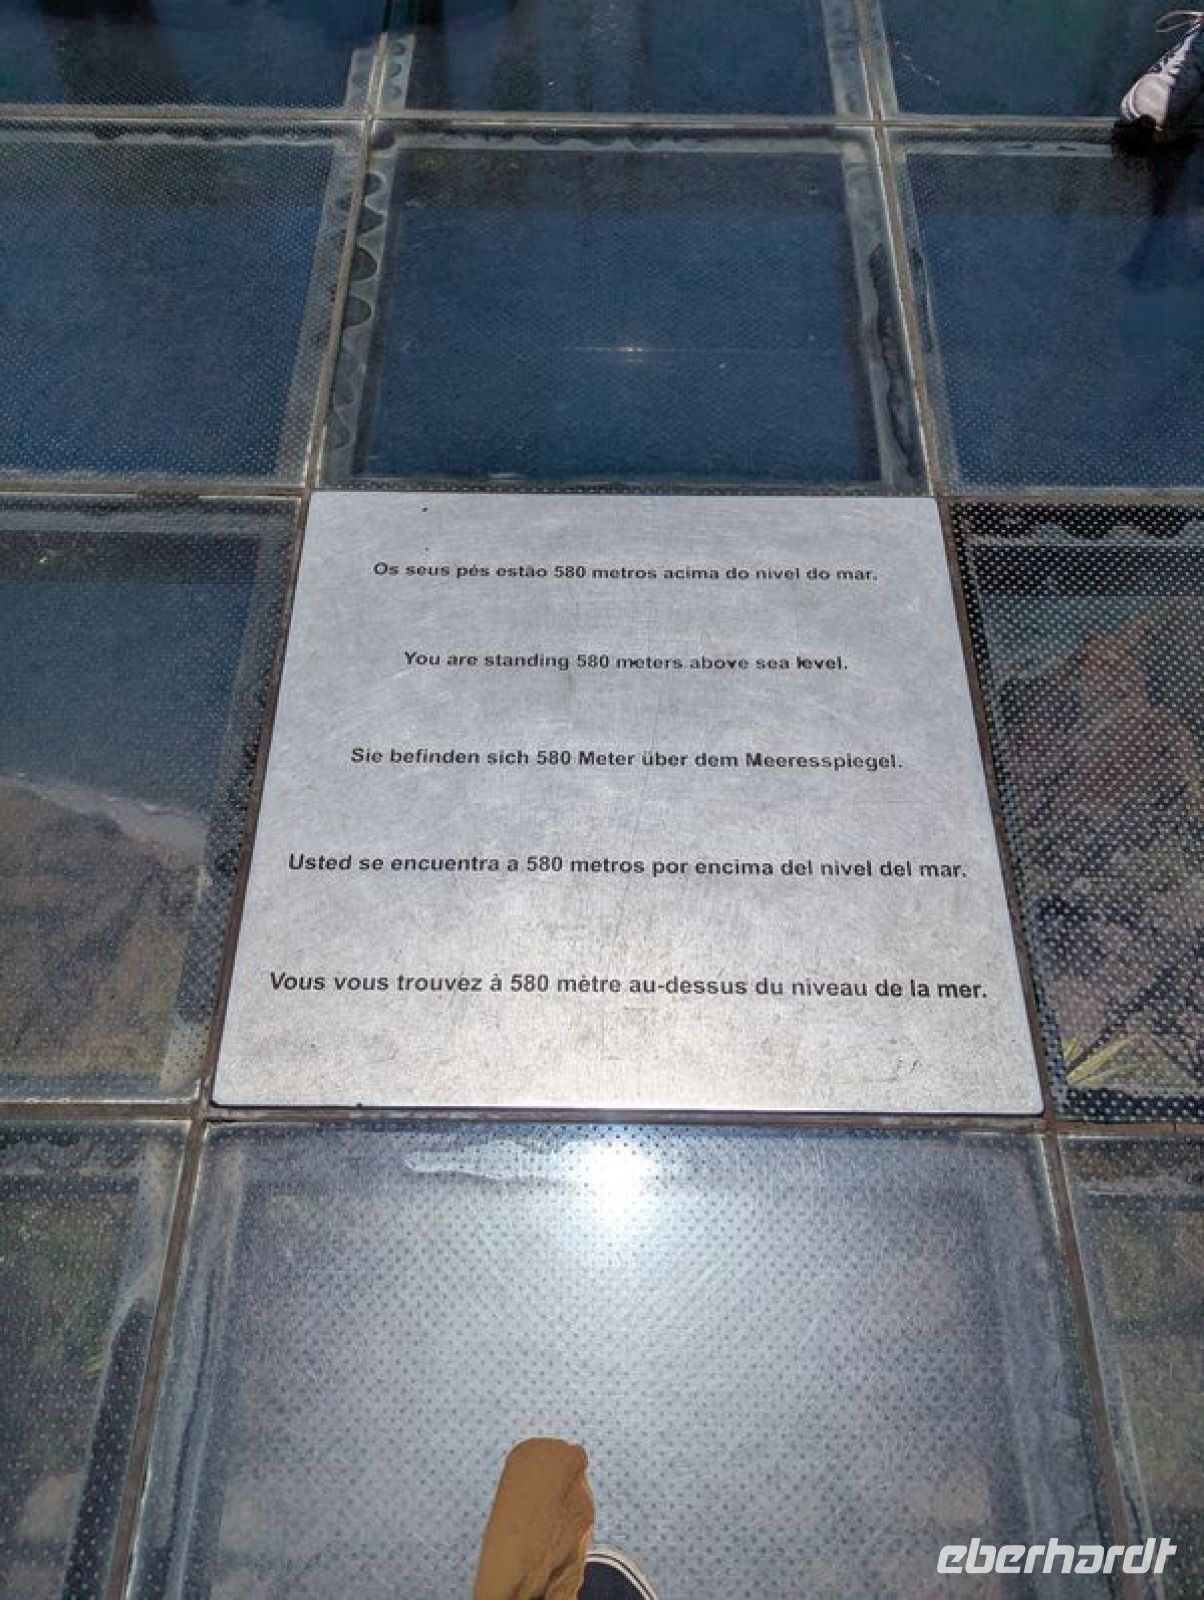 Os seus pés estão 580 metros acima do nivel do mar.
You are standing 580 meters above sea level.
Sie befinden sich 580 Meter über dem Meeresspiegel.
Usted se encuentra a 580 metros por encima del nivel del mar.
Vous vous trouvez à 580 mètre au-dessus du niveau de la mer.
eberhardt